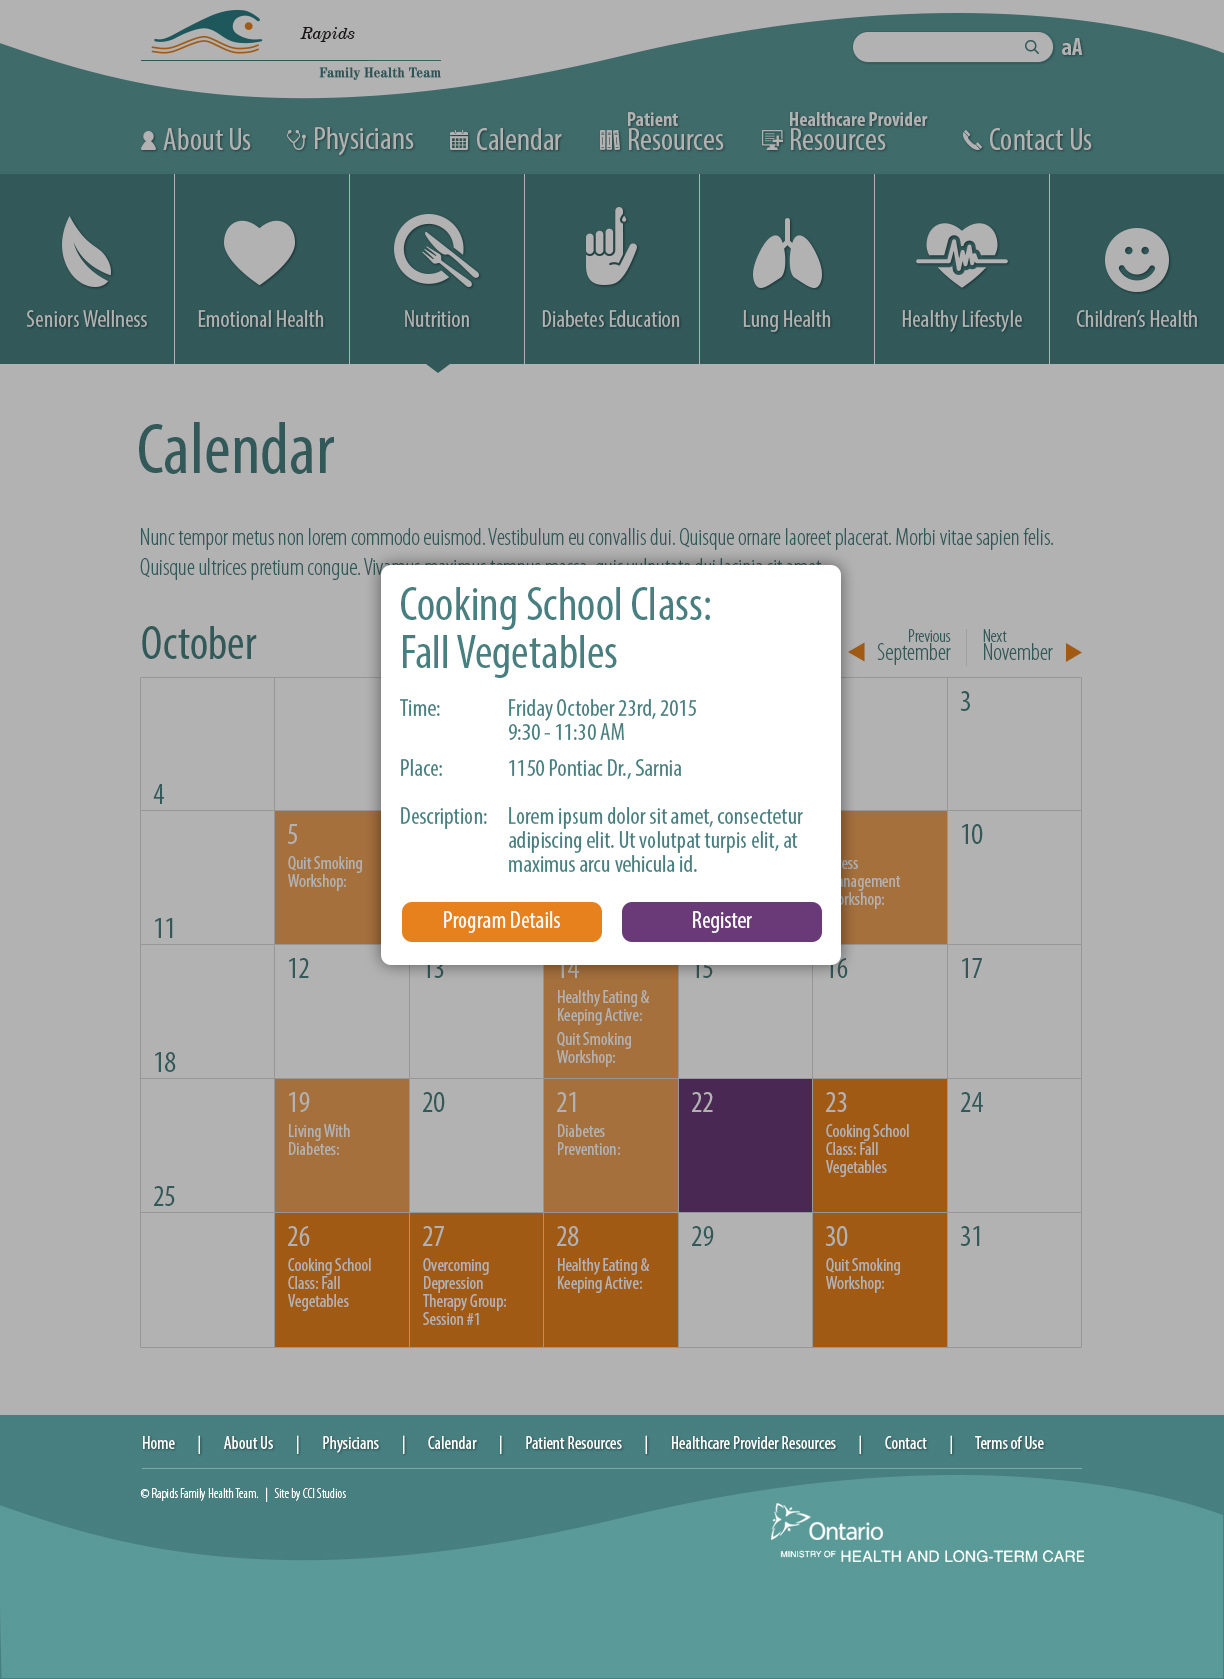 Rapids
Family Health Team
aA
About Us
Physicians
Calendar
Patient
Resources
Healthcare Provider
Resources
Contact Us
Seniors Wellness
Emotional Health
Nutrition
Diabetes Education
Lung Health
Healthy Lifestyle
Children's Health
Calendar
Nunc tempor metus non lorem commodo euismod. Vestibulum eu convallis dui. Quisque ornare laoreet placerat. Morbi vitae sapien felis.
Quisque ultrices pretium congue.
October
Previous
September
Next
November
Cooking School Class:
Fall Vegetables
Time:
Friday October 23rd, 2015
9:30 - 11:30 AM
Place:
1150 Pontiac Dr., Sarnia
Description:
Lorem ipsum dolor sit amet, consectetur
adipiscing elit. Ut volutpat turpis elit, at
maximus arcu vehicula id.
Program Details
Register
3
4
5
Quit Smoking
Workshop:
10
11
12
13
14
Healthy Eating &
Keeping Active:
Quit Smoking
Workshop:
15
16
17
18
19
Living With
Diabetes:
20
21
Diabetes
Prevention:
22
23
Cooking School
Class: Fall
Vegetables
24
25
26
Cooking School
Class: Fall
Vegetables
27
Overcoming
Depression
Therapy Group:
Session #1
28
Healthy Eating &
Keeping Active:
29
30
Quit Smoking
Workshop:
31
Home | About Us | Physicians | Calendar | Patient Resources | Healthcare Provider Resources | Contact | Terms of Use
© Rapids Family Health Team. | Site by CCI Studios
Ontario
MINISTRY OF HEALTH AND LONG-TERM CARE